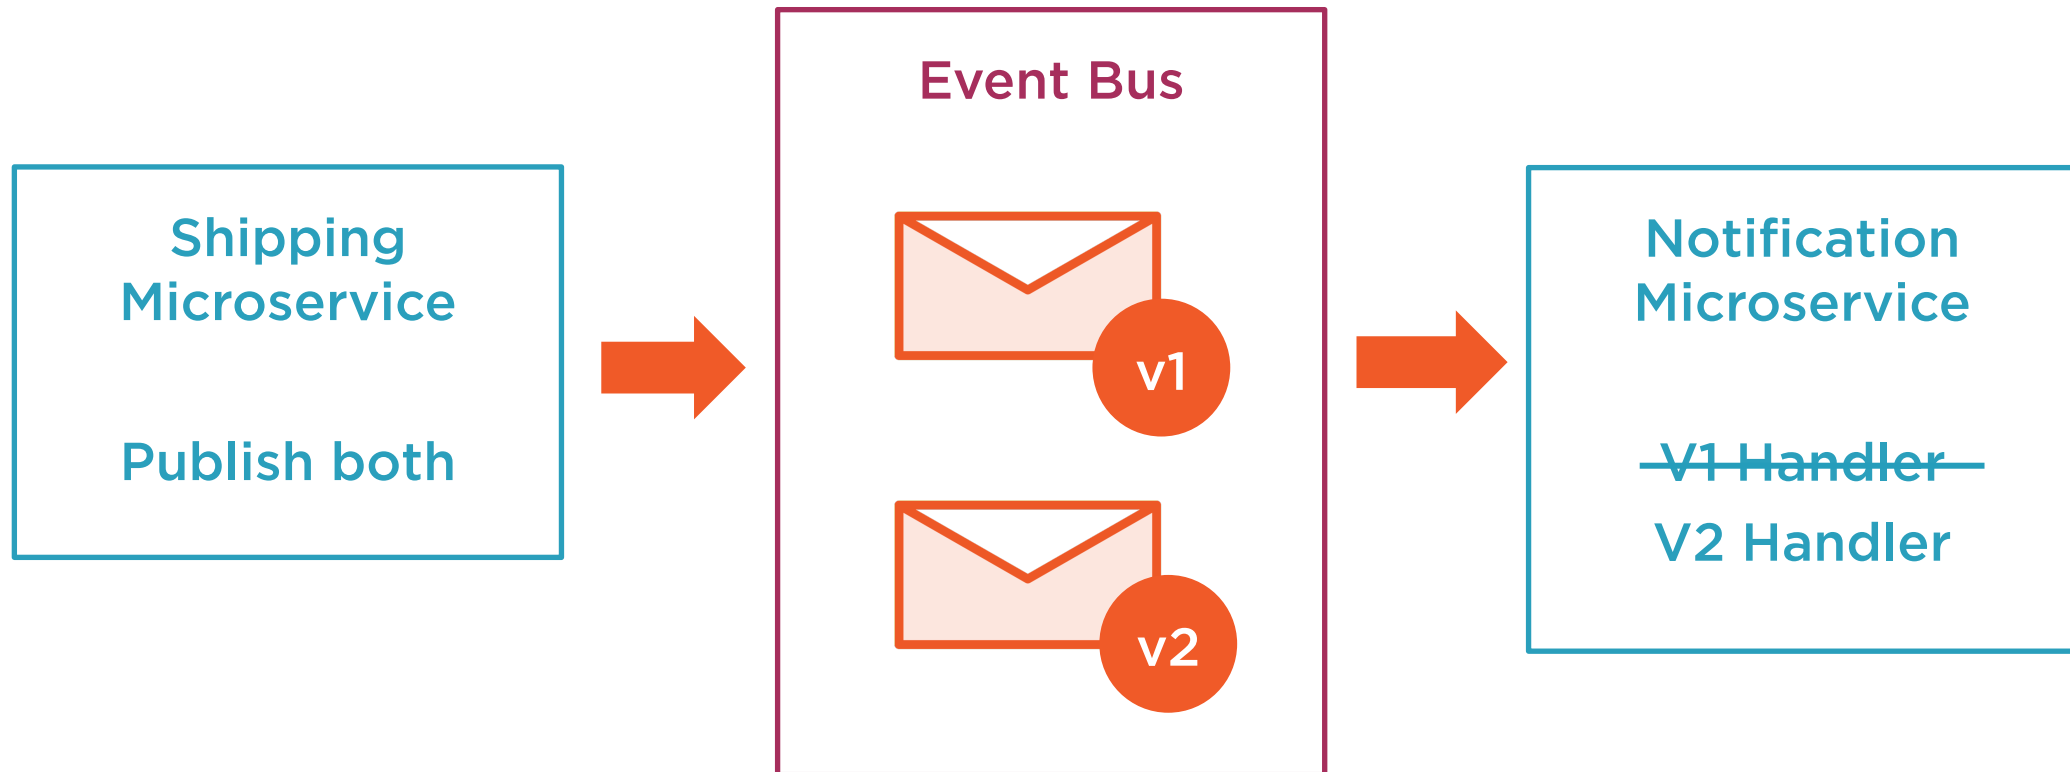 Event Bus
Shipping
Microservice
Publish both
v1
v2
Notification
Microservice
V1 Handler
V2 Handler